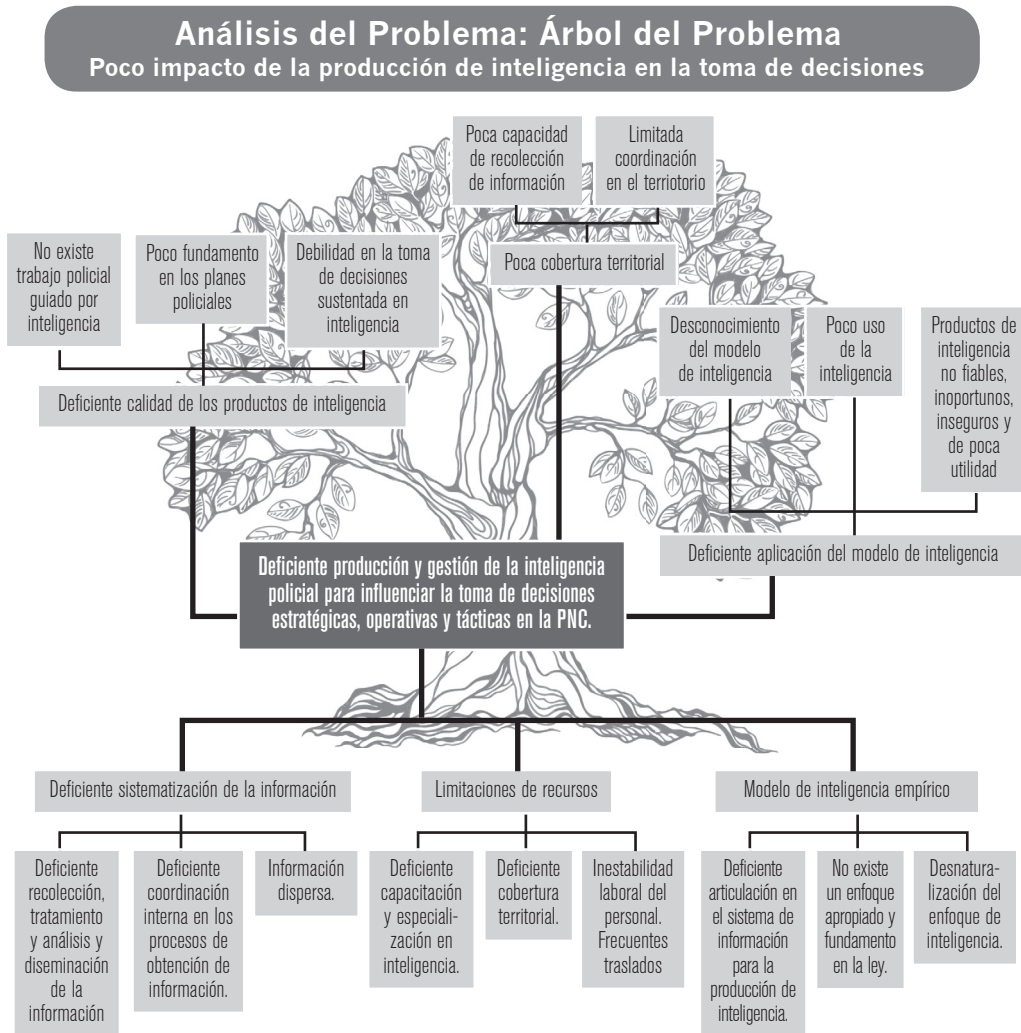 Análisis del Problema: Árbol del Problema
Poco impacto de la producción de inteligencia en la toma de decisiones
Poca capacidad
de recolección
de información
Limitada
coordinación
en el terriotorio
No existe
trabajo policial
guiado por
inteligencia
Poco fundamento
en los planes
policiales
Debilidad en la toma
de decisiones
sustentada en
inteligencia
Poca cobertura territorial
Desconocimiento
del modelo
de inteligencia
Poco uso
de la
inteligencia
Productos de
inteligencia
no fiables,
inoportunos,
inseguros y
de poca
utilidad
Deficiente calidad de los productos de inteligencia
Deficiente aplicación del modelo de inteligencia
Deficiente producción y gestión de la inteligencia
policial para influenciar la toma de decisiones
estratégicas, operativas y tácticas en la PNC.
Deficiente sistematización de la información
Limitaciones de recursos
Modelo de inteligencia empírico
Deficiente
recolección,
tratamiento
y análisis y
diseminación
de la
información
Deficiente
coordinación
interna en los
procesos de
obtención de
información.
Información
dispersa.
Deficiente
capacitación
y especiali-
zación en
inteligencia.
Deficiente
cobertura
territorial.
Inestabilidad
laboral del
personal.
Frecuentes
traslados
Deficiente
articulación en
el sistema de
información
para la
producción de
inteligencia.
No existe
un enfoque
apropiado y
fundamento
en la ley.
Desnatura-
lización del
enfoque de
inteligencia.